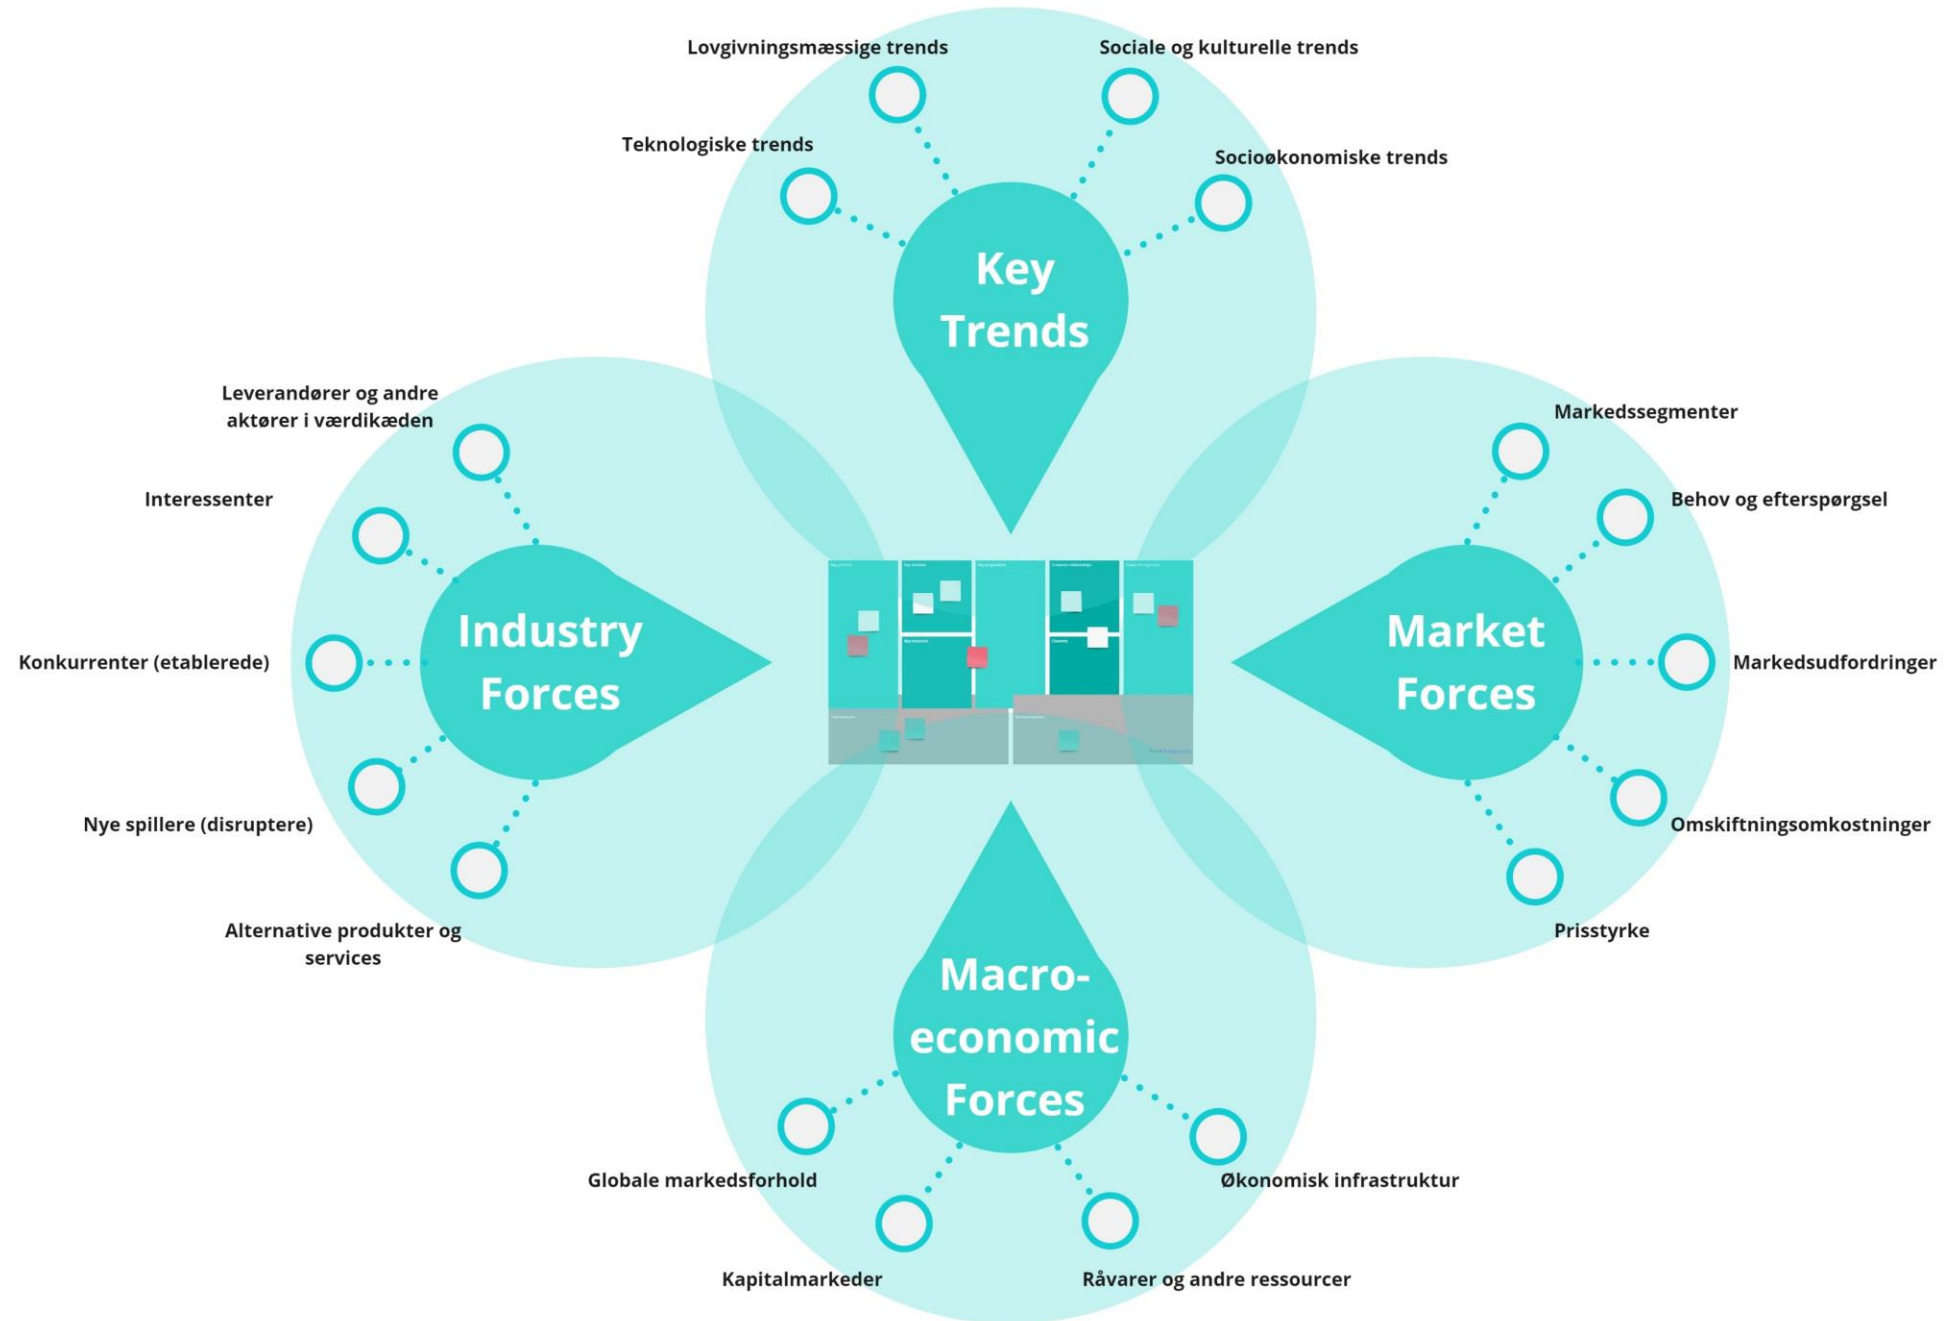 Lovgivningsmæssige trends
Sociale og kulturelle trends
Teknologiske trends
Socioøkonomiske trends
Key
Trends
Leverandører og andre
aktører i værdikæden
Interessenter
Konkurrenter (etablerede)
Nye spillere (disruptere)
Alternative produkter og
services
Industry
Forces
Markedssegmenter
Behov og efterspørgsel
Markedsudfordringer
Omskiftningsomkostninger
Prisstyrke
Market
Forces
Macro-
economic
Forces
Globale markedsforhold
Kapitalmarkeder
Råvarer og andre ressourcer
Økonomisk infrastruktur